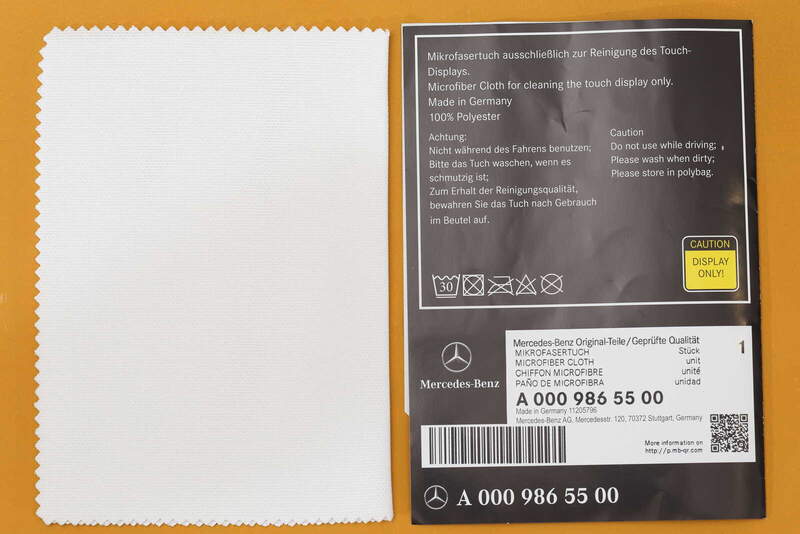 Mikrofasertuch ausschließlich zur Reinigung des Touch-
Displays.
Microfiber Cloth for cleaning the touch display only.
Made in Germany
100% Polyester
Achtung:
Nicht während des Fahrens benutzen;
Bitte das Tuch waschen, wenn es
schmutzig ist;
Zum Erhalt der Reinigungsqualität,
bewahren Sie das Tuch nach Gebrauch
im Beutel auf.
Caution
Do not use while driving;
Please wash when dirty;
Please store in polybag.
CAUTION
DISPLAY
ONLY!
30
Mercedes-Benz
Mercedes-Benz Original-Teile/Geprüfte Qualität
MIKROFASERTUCH Stück 1
MICROFIBER CLOTH unit
CHIFFON MICROFIBRE unité
PAÑO DE MICROFIBRA unidad
A 000 986 55 00
Made in Germany 11205796
Mercedes-Benz AG, Mercedesstr. 120, 70372 Stuttgart, Germany
More information on
http://p.mb-qr.com
A 000 986 55 00